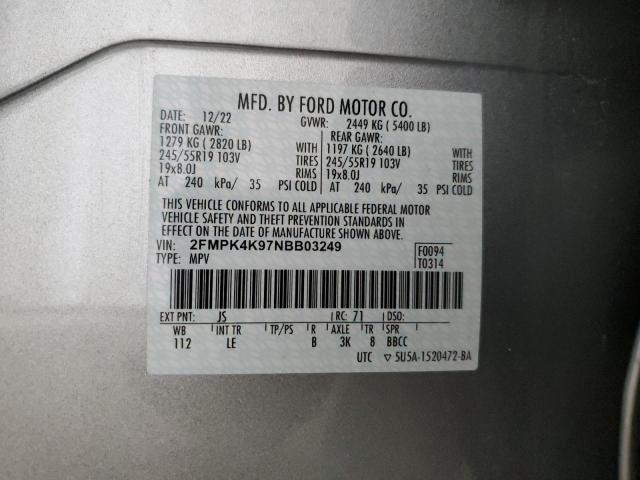 MFD. BY FORD MOTOR CO.
DATE: 12/22 GVWR: 2449 KG ( 5400 LB)
FRONT GAWR: REAR GAWR:
1279 KG ( 2820 LB) WITH 1197 KG ( 2640 LB) WITH
245/55R19 103V TIRES 245/55R19 103V TIRES
19x8.0J RIMS 19x8.0J RIMS
AT 240 kPa/ 35 PSI COLD AT 240 kPa/ 35 PSI COLD
THIS VEHICLE CONFORMS TO ALL APPLICABLE FEDERAL MOTOR
VEHICLE SAFETY AND THEFT PREVENTION STANDARDS IN
EFFECT ON THE DATE OF MANUFACTURE SHOWN ABOVE.
VIN: 2FMPK4K97NBB03249 F0094
TYPE: MPV T0314
EXT PNT: JS RC: 71 DSO:
WB INT TR TP/PS R AXLE TR SPR
112 LE B 3K 8 BBCC
UTC ▽ 5U5A-1520472-BA